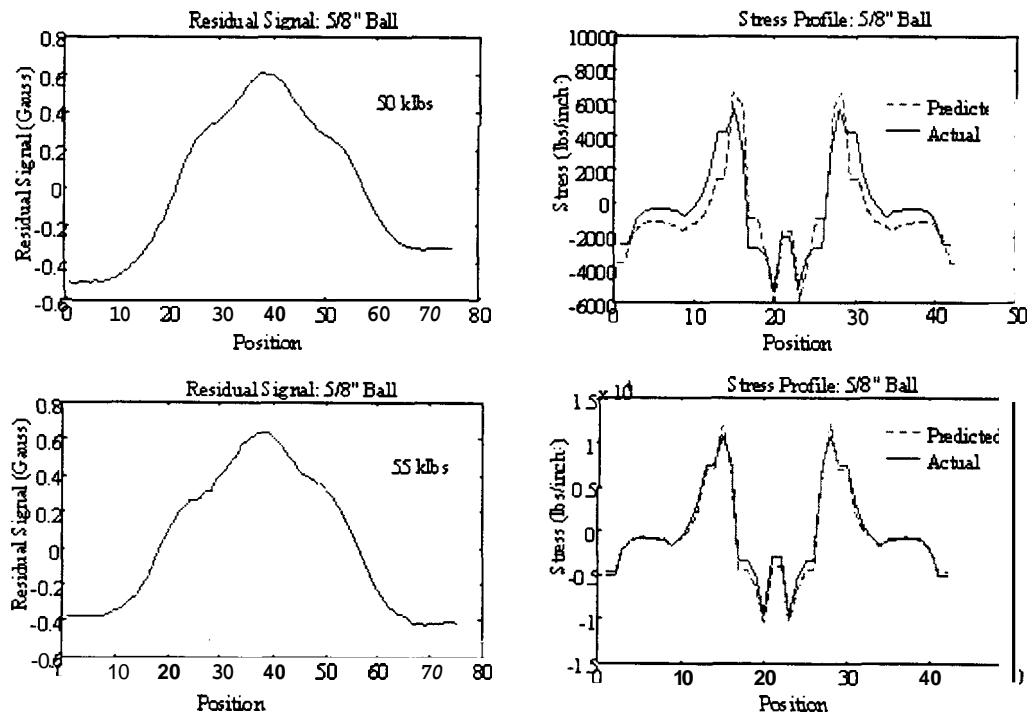 Residual Signal: 5/8" Ball
0.8
0.6
0.4
0.2
0
-0.2
-0.4
-0.6
Residual Signal (Gauss)
50 klbs
0 10 20 30 40 50 60 70 80
Position
Stress Profile: 5/8" Ball
10000
8000
6000
4000
2000
0
-2000
-4000
-6000
Stress (lbs/inch²)
Predicte
Actual
0 10 20 30 40 50
Position
Residual Signal: 5/8" Ball
0.8
0.6
0.4
0.2
0
-0.2
-0.4
-0.6
Residual Signal (Gauss)
55 klbs
0 10 20 30 40 50 60 70 80
Position
Stress Profile: 5/8" Ball
x 10⁴
1.5
1
0.5
0
-0.5
-1
-1.5
Stress (lbs/inch²)
Predicted
Actual
0 10 20 30 40
Position